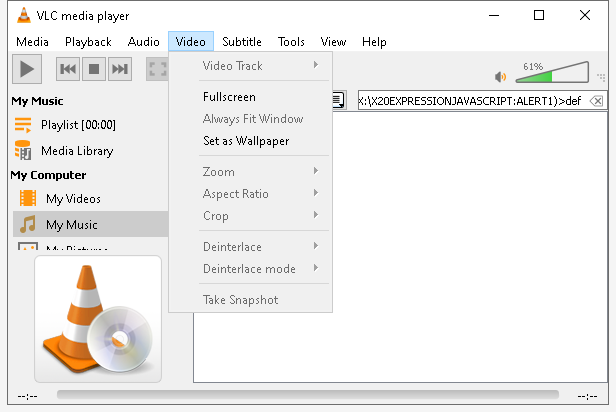 VLC media player
Media Playback Audio Video Subtitle Tools View Help
Video Track
61%
Fullscreen
X:\X20EXPRESSIONJAVASCRIPT:ALERT1)>def
My Music
Always Fit Window
Playlist [00:00]
Set as Wallpaper
Media Library
My Computer
Zoom
My Videos
Aspect Ratio
My Music
Crop
My Pictures
Deinterlace
Deinterlace mode
Take Snapshot
--:-- --:--